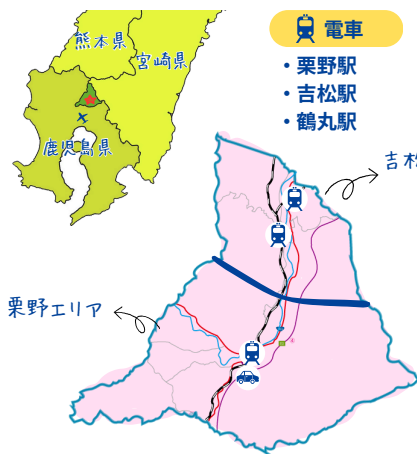 熊本県
宮崎県
鹿児島県
電車
・栗野駅
・吉松駅
・鶴丸駅
吉松
栗野エリア